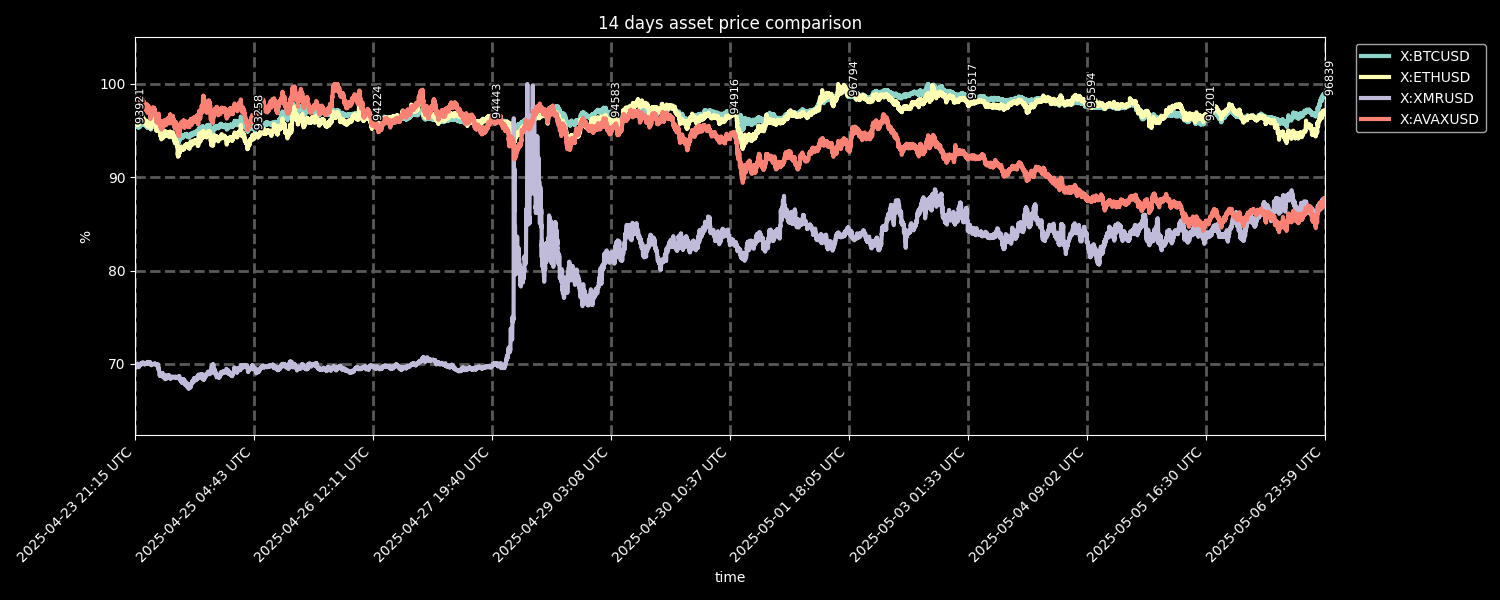 14 days asset price comparison
X:BTCUSD
X:ETHUSD
X:XMRUSD
X:AVAXUSD
100
90
80
70
%
93921
93258
94224
94443
94583
94916
96794
96517
95594
94201
96839
2025-04-23 21:15 UTC
2025-04-25 04:43 UTC
2025-04-26 12:11 UTC
2025-04-27 19:40 UTC
2025-04-29 03:08 UTC
2025-04-30 10:37 UTC
2025-05-01 18:05 UTC
2025-05-03 01:33 UTC
2025-05-04 09:02 UTC
2025-05-05 16:30 UTC
2025-05-06 23:59 UTC
time